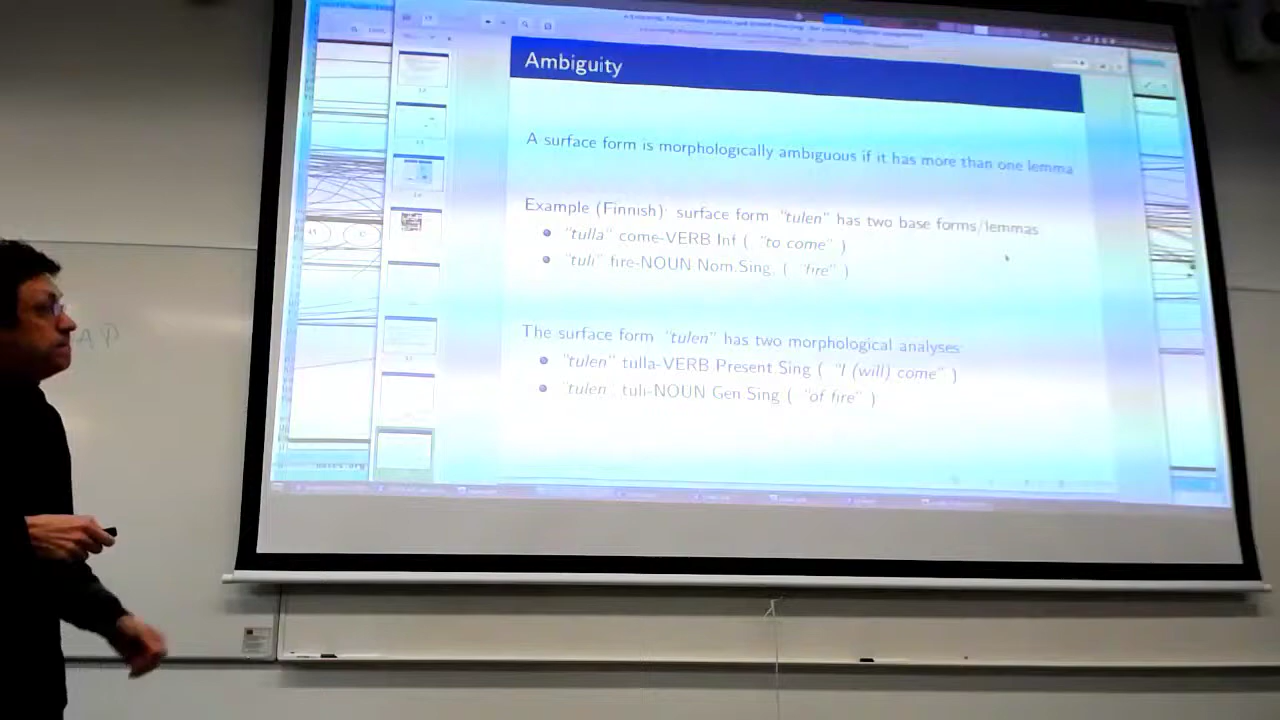 Ambiguity
A surface form is morphologically ambiguous if it has more than one lemma
Example (Finnish): surface form "tulen" has two base forms/lemmas
"tulla" come-VERB Inf ( "to come" )
"tuli" fire-NOUN Nom.Sing. ( "fire" )
The surface form "tulen" has two morphological analyses
"tulen" tulla-VERB Present.Sing ( "I (will) come" )
"tulen tuli-NOUN Gen Sing ( "of fire" )